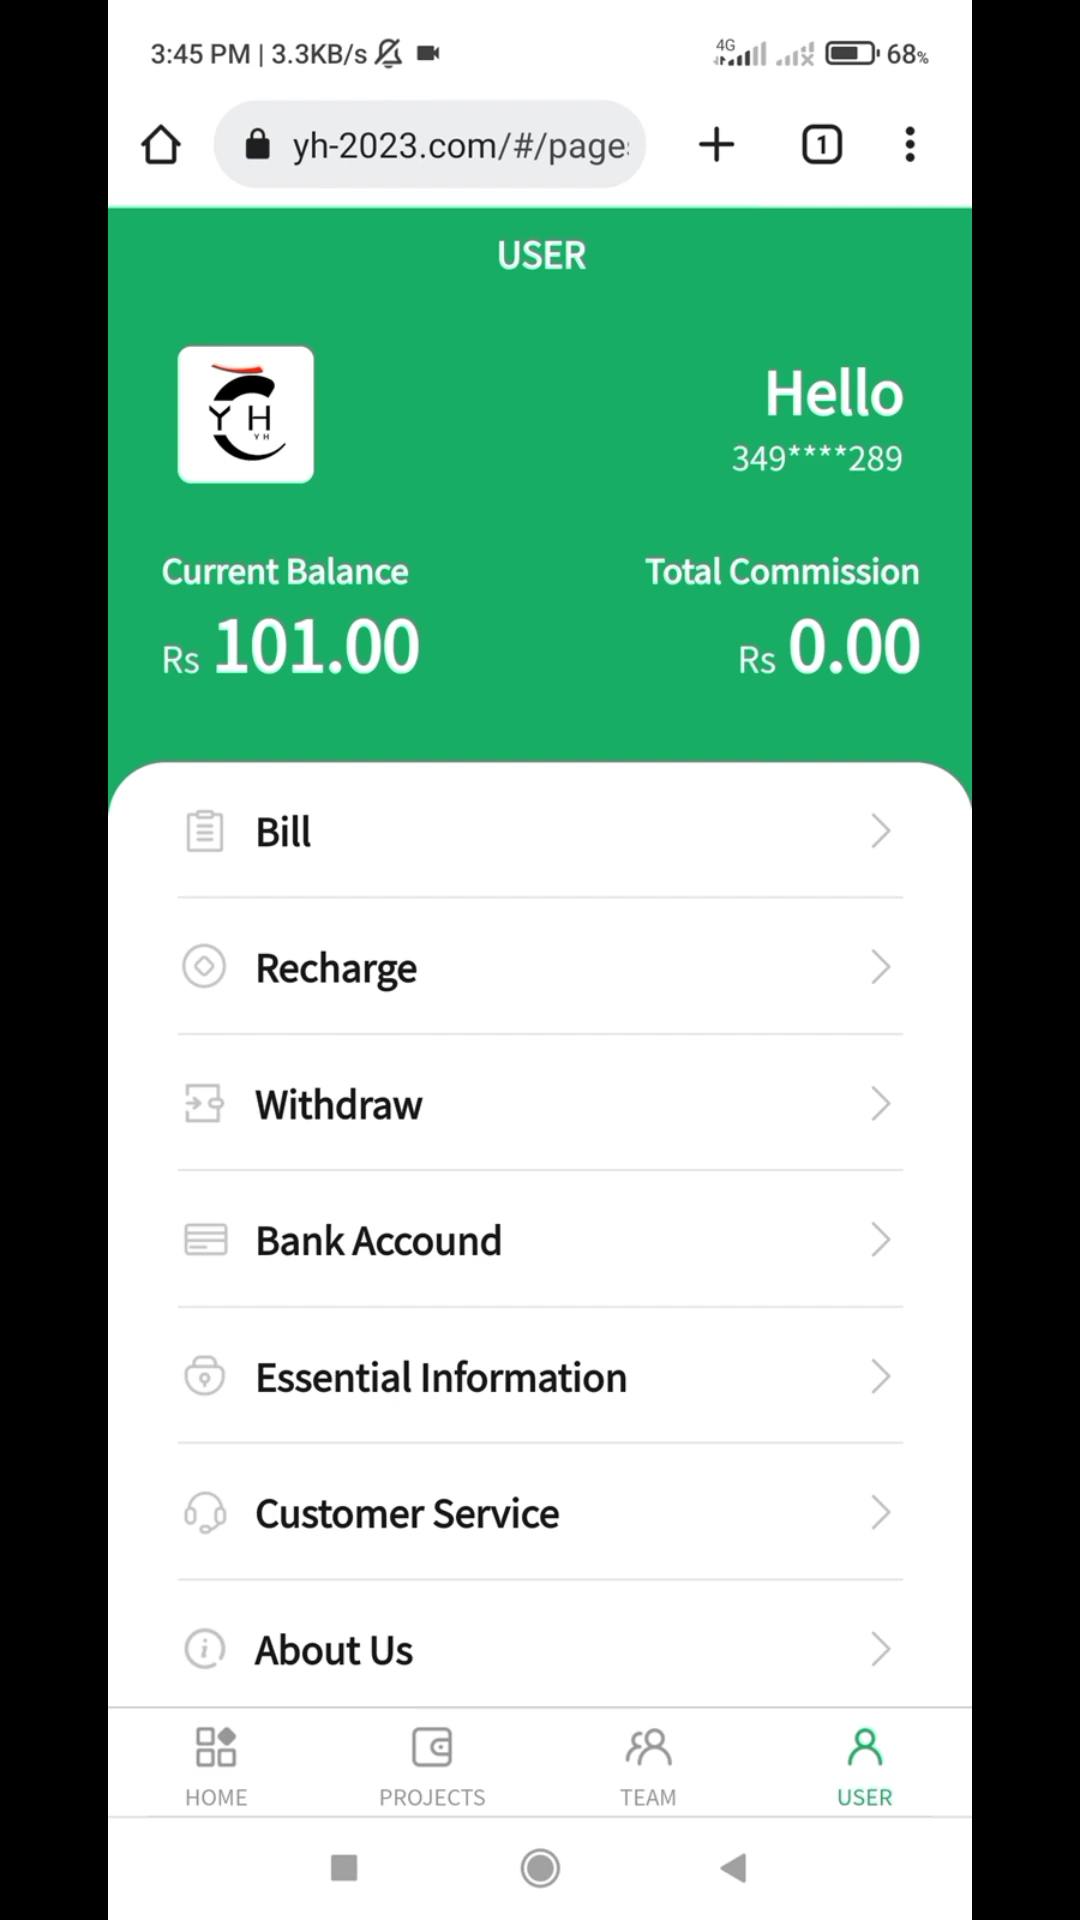 3:45 PM | 3.3KB/s 4G 68%
yh-2023.com/#/page 1
USER
Y H
YH
Hello
349****289
Current Balance Total Commission
Rs 101.00 Rs 0.00
Bill
Recharge
Withdraw
Bank Accound
Essential Information
Customer Service
About Us
HOME PROJECTS TEAM USER